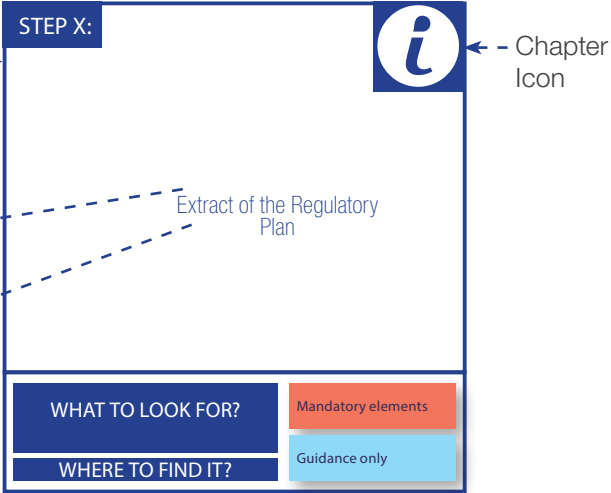 STEP X:
i
Chapter
Icon
Extract of the Regulatory
Plan
WHAT TO LOOK FOR?
Mandatory elements
WHERE TO FIND IT?
Guidance only